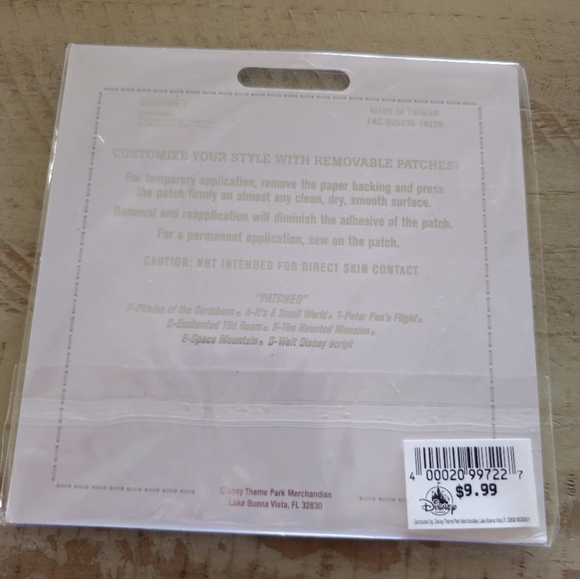 ©DISNEY
MADE IN TAIWAN
CUSTOMIZE YOUR STYLE WITH REMOVABLE PATCHES!
For temporary application, remove the paper backing and press
the patch firmly on almost any clean, dry, smooth surface.
Removal and reapplication will diminish the adhesive of the patch.
For a permanent application, sew on the patch.
CAUTION: NOT INTENDED FOR DIRECT SKIN CONTACT
"PATCHED"
P-Pirates of the Caribbean®, A-It's A Small World®, T-Peter Pan's Flight®,
C-Enchanted Tiki Room®, H-The Haunted Mansion®,
E-Space Mountain®, D-Walt Disney script
Disney Theme Park Merchandise
Lake Buena Vista, FL 32830
4 00020 99722 7
$9.99
Disney